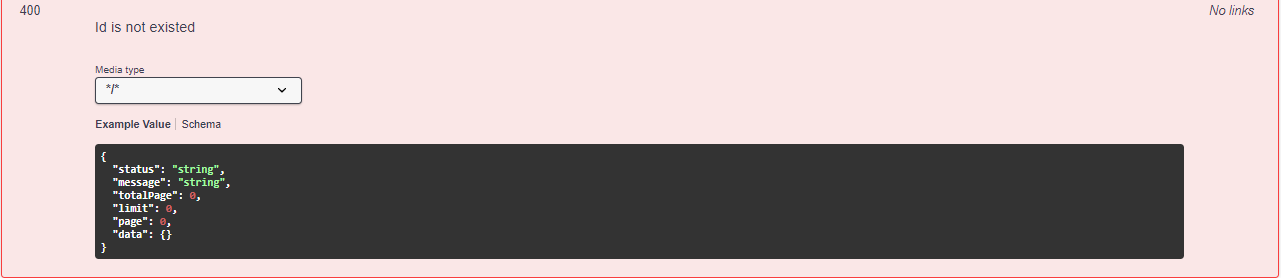 400
No links
Id is not existed
Media type
*/*
Example Value | Schema
{
  "status": "string",
  "message": "string",
  "totalPage": 0,
  "limit": 0,
  "page": 0,
  "data": {}
}